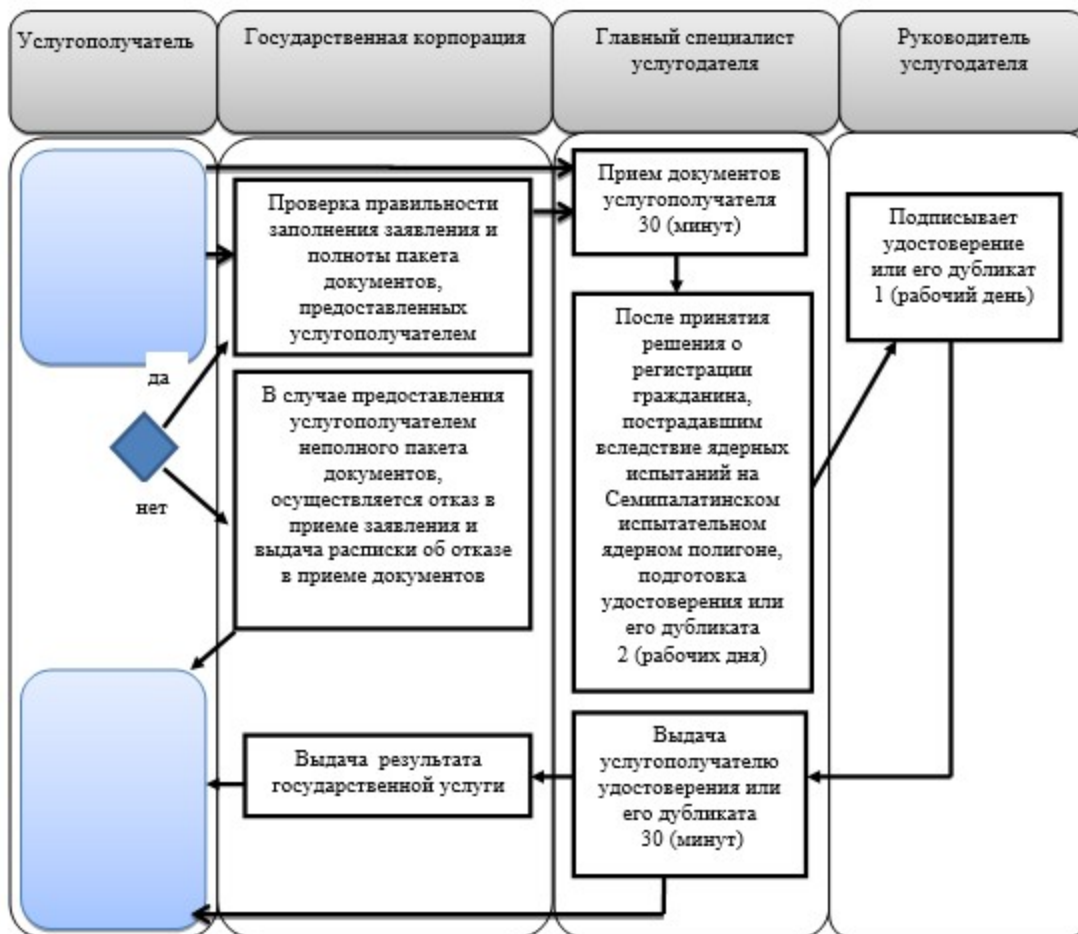 Услугополучатель
Государственная корпорация
Главный специалист
услугодателя
Руководитель
услугодателя
Прием документов
услугополучателя
30 (минут)
Проверка правильности
заполнения заявления и
полноты пакета
документов,
предоставленных
услугополучателем
Подписывает
удостоверение
или его дубликат
1 (рабочий день)
После принятия
решения о
регистрации
гражданина,
пострадавшим
вследствие ядерных
испытаний на
Семипалатинском
испытательном
ядерном полигоне,
подготовка
удостоверения или
его дубликата
2 (рабочих дня)
да
нет
В случае предоставления
услугополучателем
неполного пакета
документов,
осуществляется отказ в
приеме заявления и
выдача расписки об отказе
в приеме документов
Выдача результата
государственной услуги
Выдача
услугополучателю
удостоверения или
его дубликата
30 (минут)